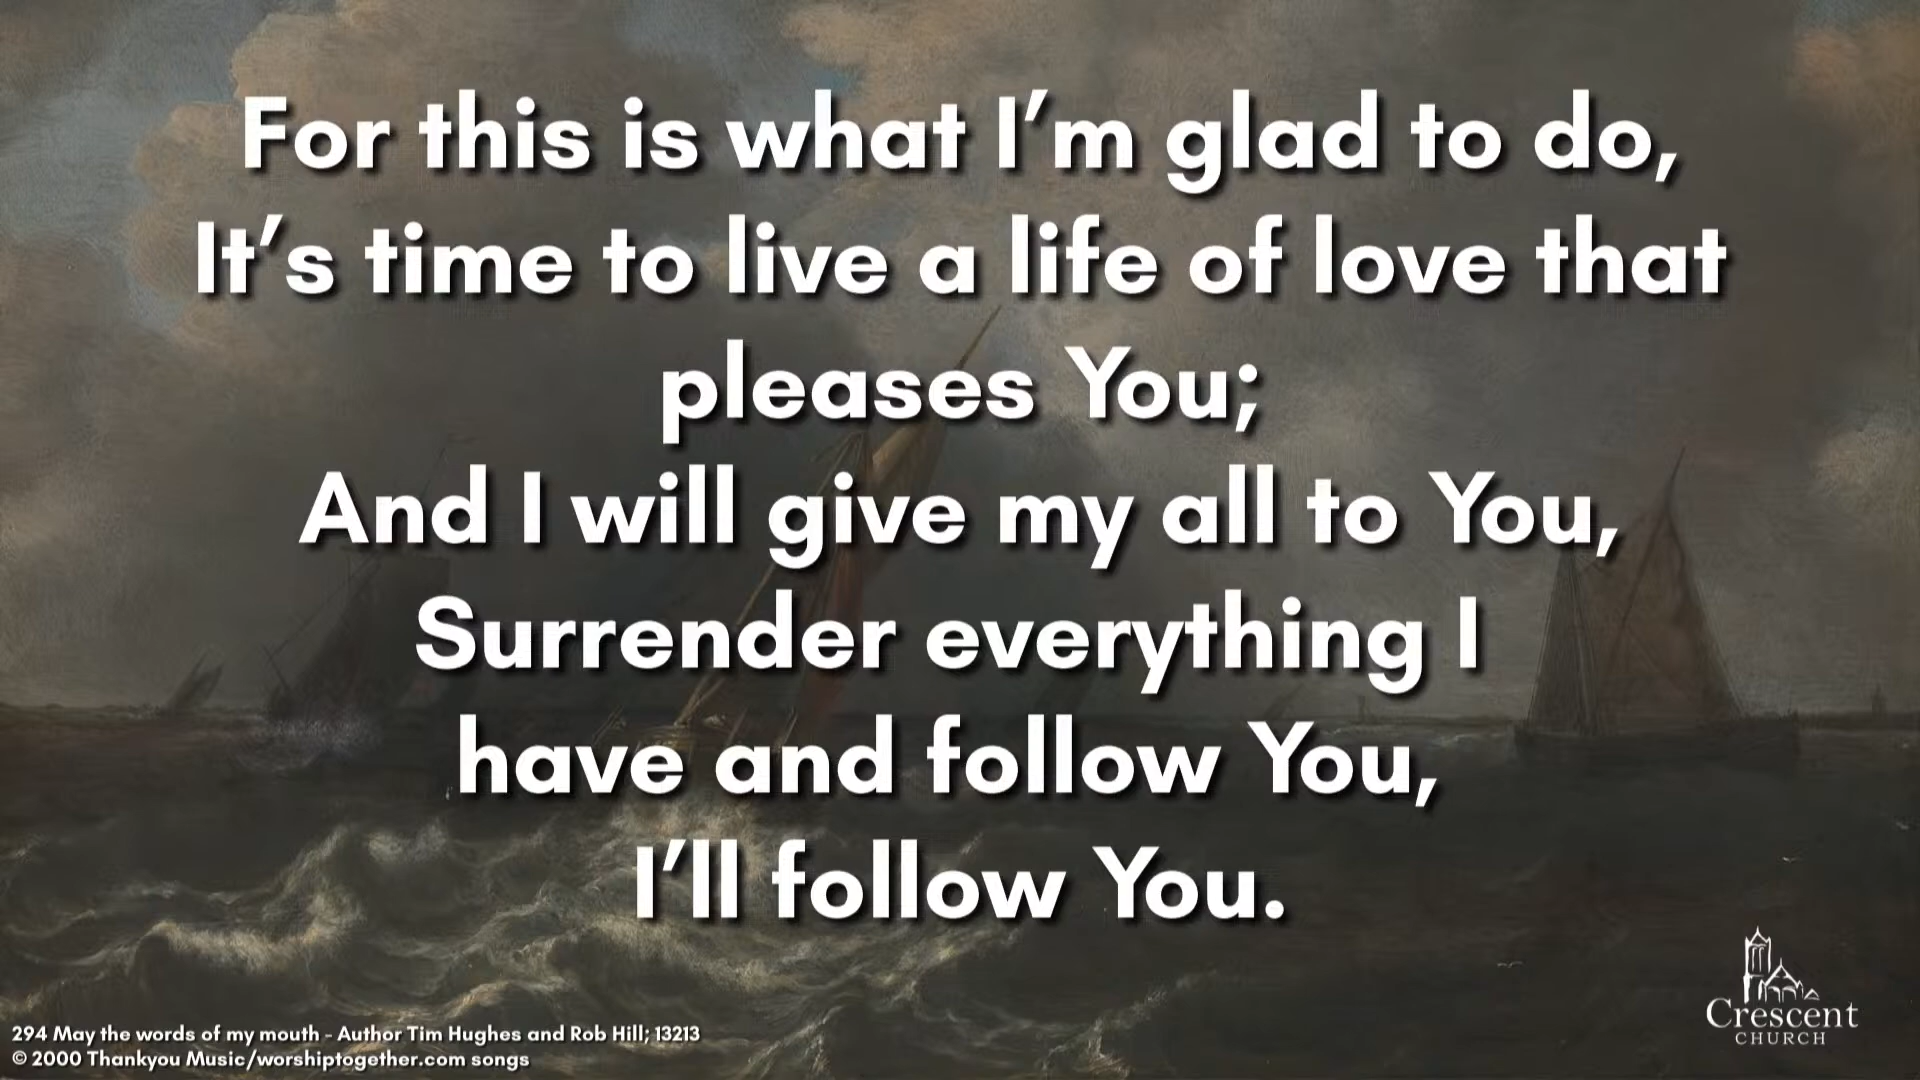 For this is what I’m glad to do,
It’s time to live a life of love that
pleases You;
And I will give my all to You,
Surrender everything I
have and follow You,
I’ll follow You.
294 May the words of my mouth - Author Tim Hughes and Rob Hill; 13213
© 2000 Thankyou Music/worshiptogether.com songs
Crescent
CHURCH